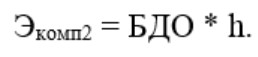 Экомп2 = БДО * h.